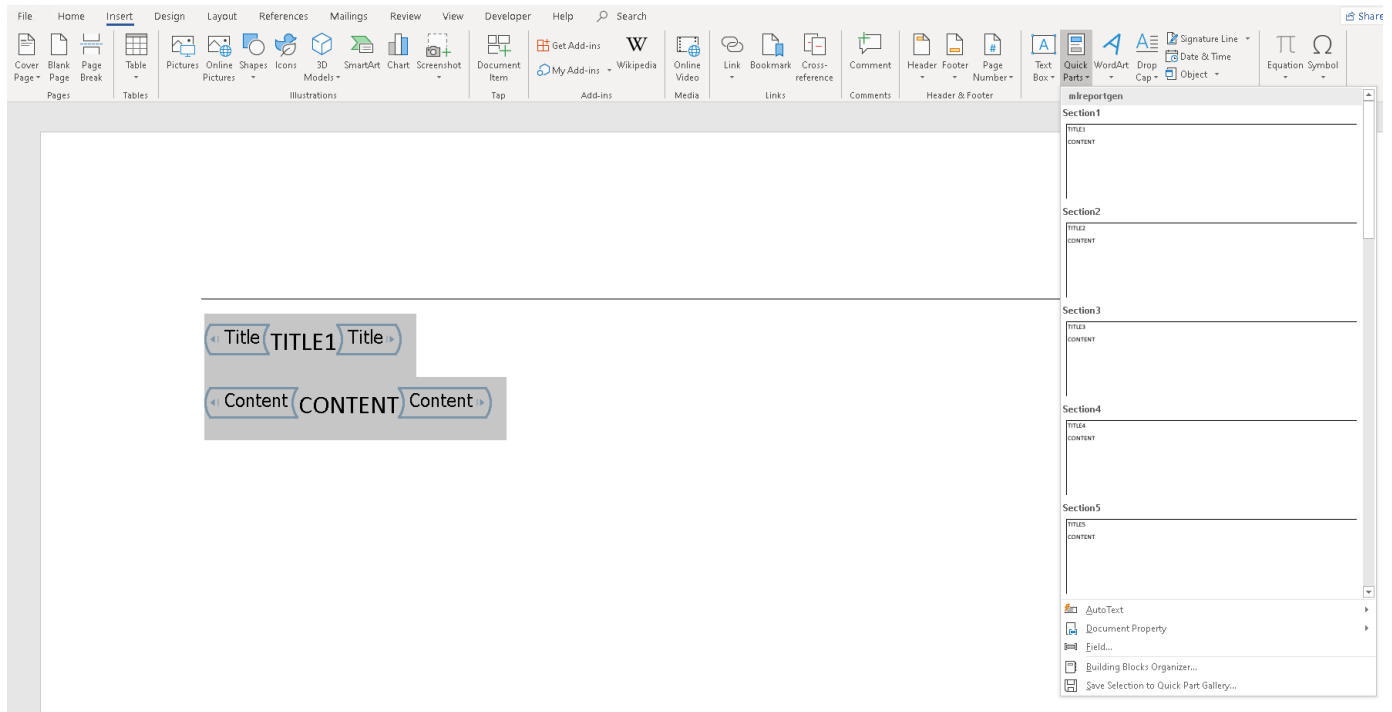 File Home Insert Design Layout References Mailings Review View Developer Help Search Share
Cover Page Blank Page Page Break Table Pictures Online Pictures Shapes Icons 3D Models SmartArt Chart Screenshot Document Item Get Add-ins My Add-ins Wikipedia Online Video Link Bookmark Cross-reference Comment Header Footer Page Number Text Box Quick Parts WordArt Drop Cap Signature Line Date & Time Object Equation Symbol
Pages Tables Illustrations Tap Add-ins Media Links Comments Header & Footer
mlreportgen
Section1
TITLE1
CONTENT
Section2
TITLE2
CONTENT
Section3
TITLE3
CONTENT
Section4
TITLE4
CONTENT
Section5
TITLE5
CONTENT
AutoText
Document Property
Field...
Building Blocks Organizer...
Save Selection to Quick Part Gallery...
Title TITLE1 Title
Content CONTENT Content